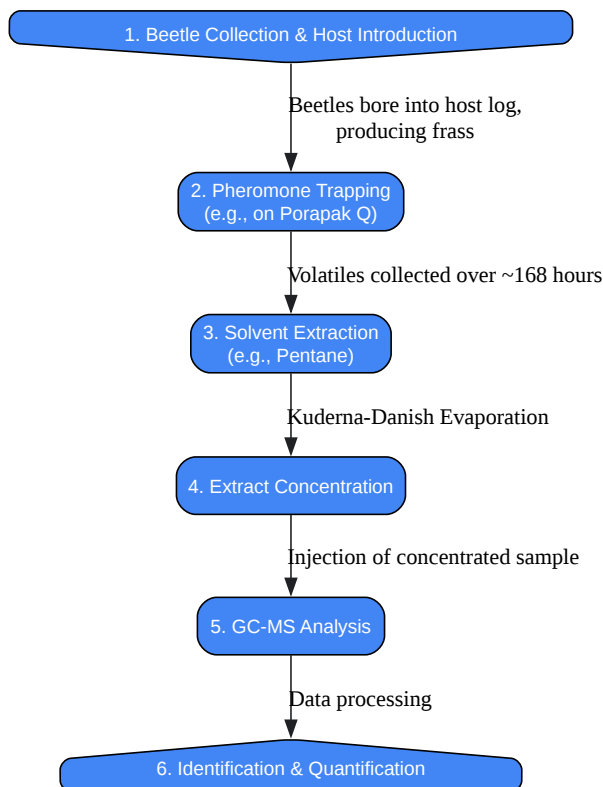 1. Beetle Collection & Host Introduction
Beetles bore into host log,
producing frass
2. Pheromone Trapping
(e.g., on Porapak Q)
Volatiles collected over ~168 hours
3. Solvent Extraction
(e.g., Pentane)
Kuderna-Danish Evaporation
4. Extract Concentration
Injection of concentrated sample
5. GC-MS Analysis
Data processing
6. Identification & Quantification